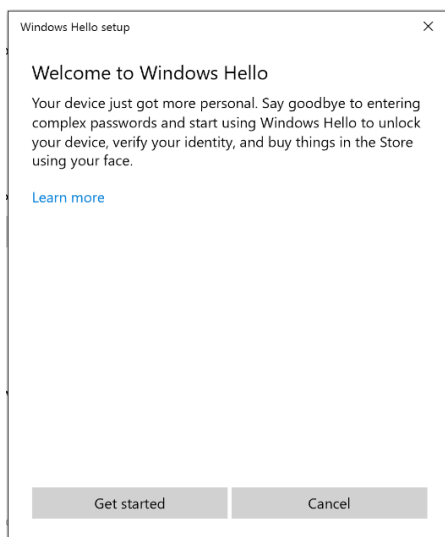 Windows Hello setup
Welcome to Windows Hello
Your device just got more personal. Say goodbye to entering
complex passwords and start using Windows Hello to unlock
your device, verify your identity, and buy things in the Store
using your face.
Learn more
Get started
Cancel